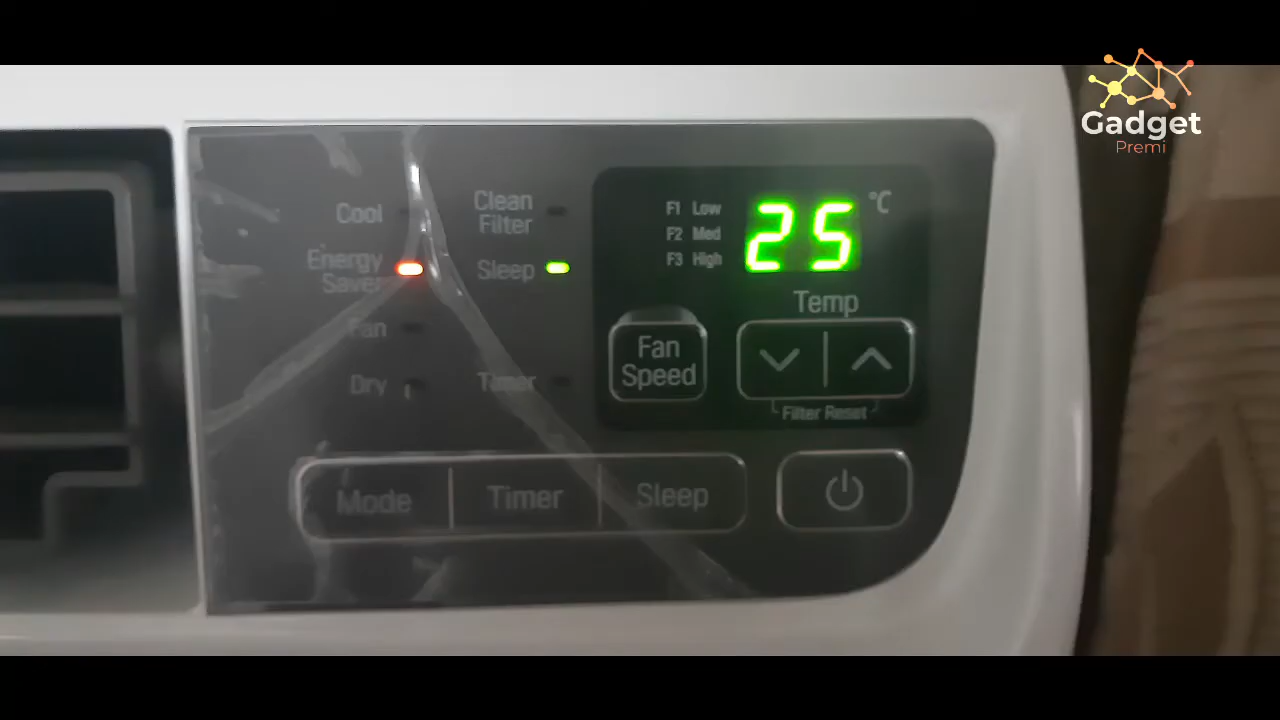 Gadget
Premi
Cool
Clean
Filter
Energy
Saver
Sleep
Fan
Dry
Timer
F1 Low
F2 Med
F3 High
25 °C
Temp
Fan
Speed
Filter Reset
Mode
Timer
Sleep